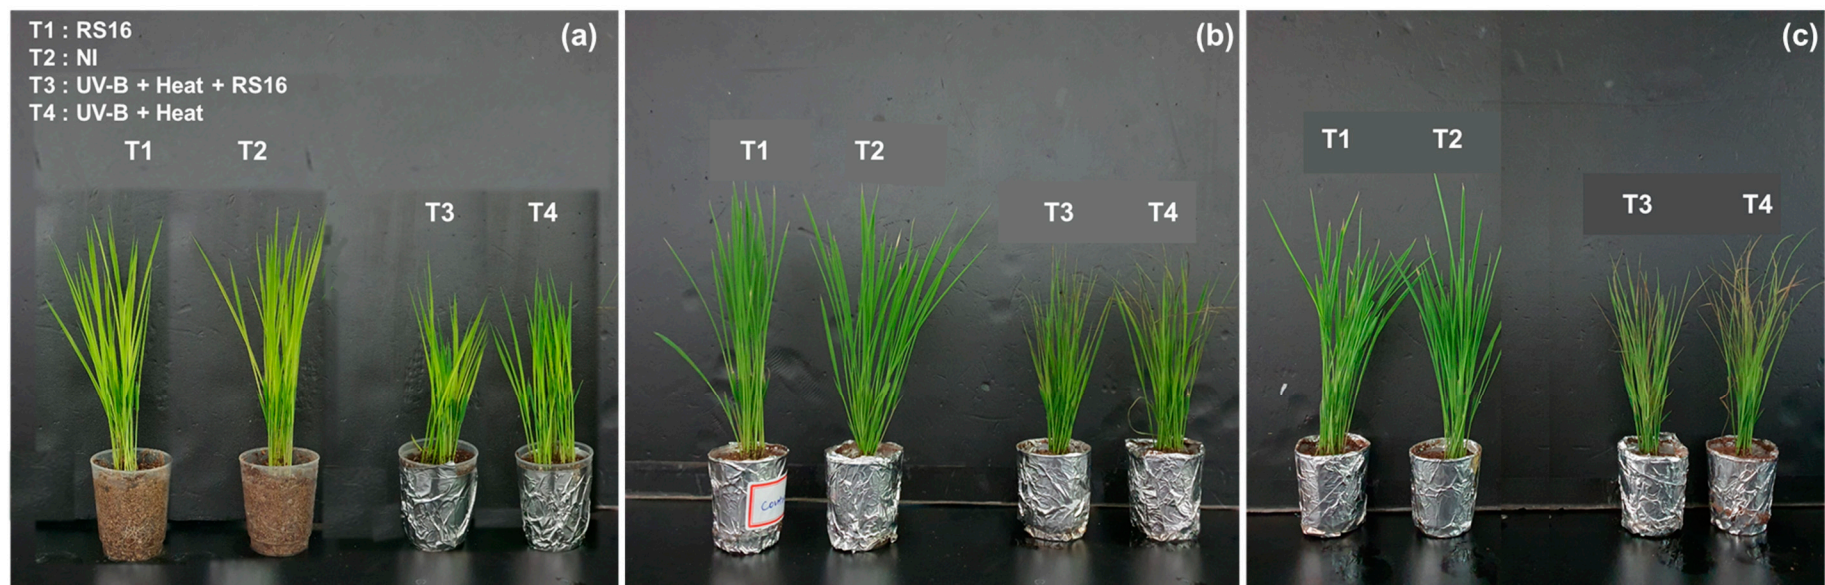 T1 : RS16
T2 : NI
T3 : UV-B + Heat + RS16
T4 : UV-B + Heat
(a)
T1 T2
T3 T4
(b)
T1 T2
T3 T4
(c)
T1 T2
T3 T4